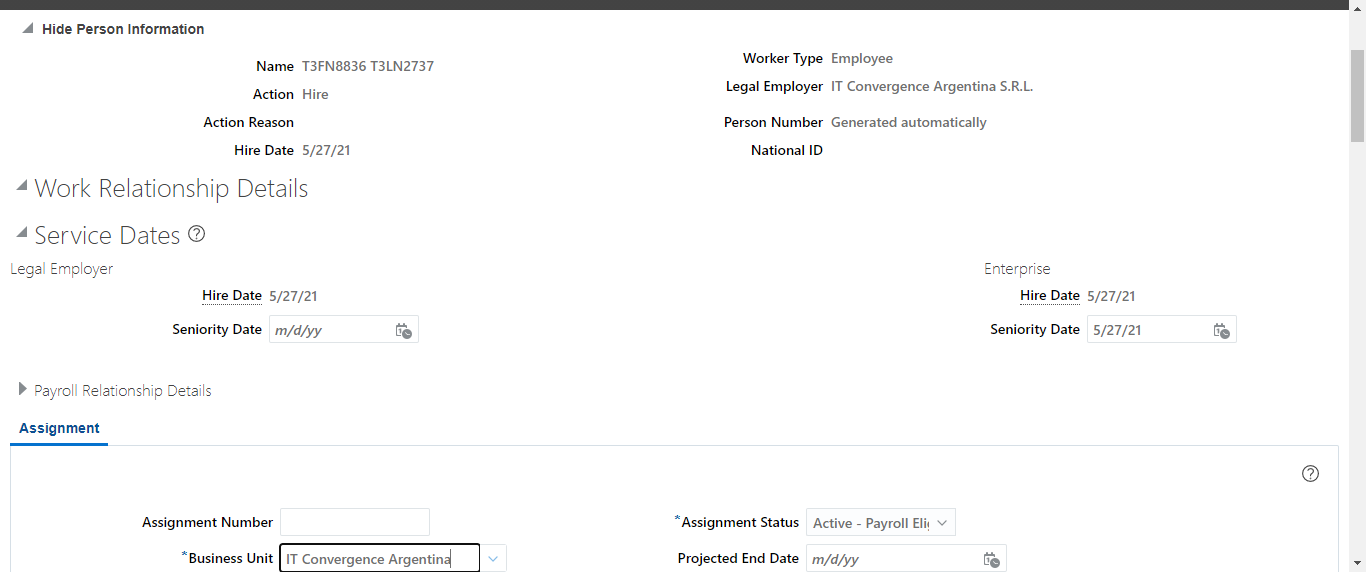 Hide Person Information
Name T3FN8836 T3LN2737
Action Hire
Action Reason
Hire Date 5/27/21
Worker Type Employee
Legal Employer IT Convergence Argentina S.R.L.
Person Number Generated automatically
National ID
Work Relationship Details
Service Dates
Legal Employer
Hire Date 5/27/21
Seniority Date m/d/yy
Enterprise
Hire Date 5/27/21
Seniority Date 5/27/21
Payroll Relationship Details
Assignment
Assignment Number
*Business Unit IT Convergence Argentina
*Assignment Status Active - Payroll Eli
Projected End Date m/d/yy